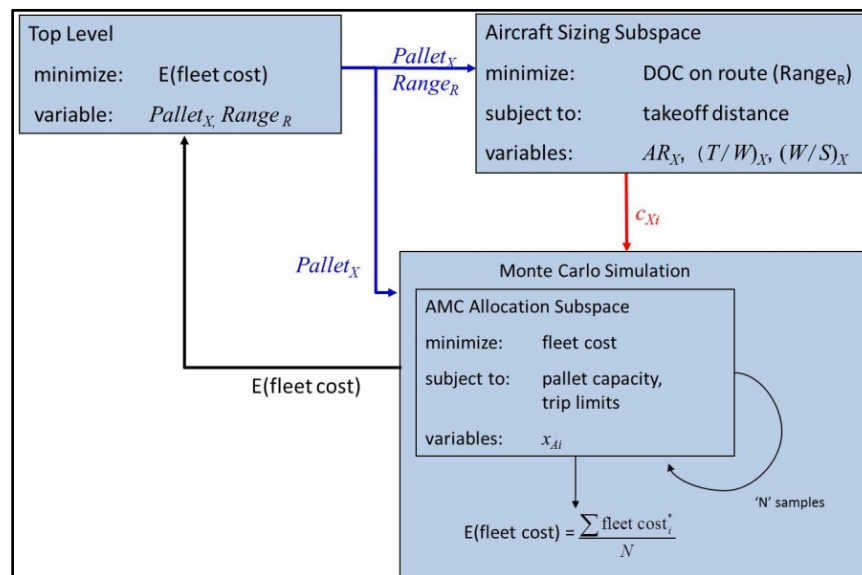 Top Level
minimize: E(fleet cost)
variable: Pallet_X, Range_R
Pallet_X
Range_R
Aircraft Sizing Subspace
minimize: DOC on route (Range_R)
subject to: takeoff distance
variables: AR_X, (T/W)_X, (W/S)_X
c_Xi
Pallet_X
E(fleet cost)
Monte Carlo Simulation
AMC Allocation Subspace
minimize: fleet cost
subject to: pallet capacity,
trip limits
variables: x_Ai
'N' samples
E(fleet cost) = ∑ fleet cost_i^* / N